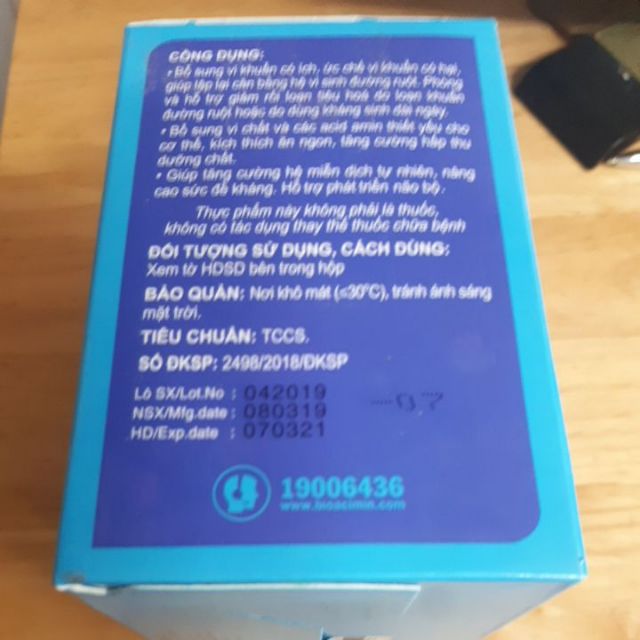 CÔNG DỤNG:
• Bổ sung vi khuẩn có ích, ức chế vi khuẩn có hại,
giúp tập lại cân bằng hệ vi sinh đường ruột. Phòng
và hỗ trợ giảm rối loạn tiêu hoá do loạn khuẩn
đường ruột hoặc do dùng kháng sinh dài ngày.
• Bổ sung vi chất và các acid amin thiết yếu cho
cơ thể, kích thích ăn ngon, tăng cường hấp thu
dưỡng chất.
• Giúp tăng cường hệ miễn dịch tự nhiên, nâng
cao sức đề kháng. Hỗ trợ phát triển não bộ.
Thực phẩm này không phải là thuốc,
không có tác dụng thay thế thuốc chữa bệnh
ĐỐI TƯỢNG SỬ DỤNG, CÁCH DÙNG:
Xem tờ HDSD bên trong hộp
BẢO QUẢN: Nơi khô mát (≤30°C), tránh ánh sáng
mặt trời.
TIÊU CHUẨN: TCCS.
SỐ ĐKSP: 2498/2018/ĐKSP
Lô SX/Lot.No : 042019
NSX/Mfg.date : 080319
HD/Exp.date : 070321
19006436
www.bioacimin.com